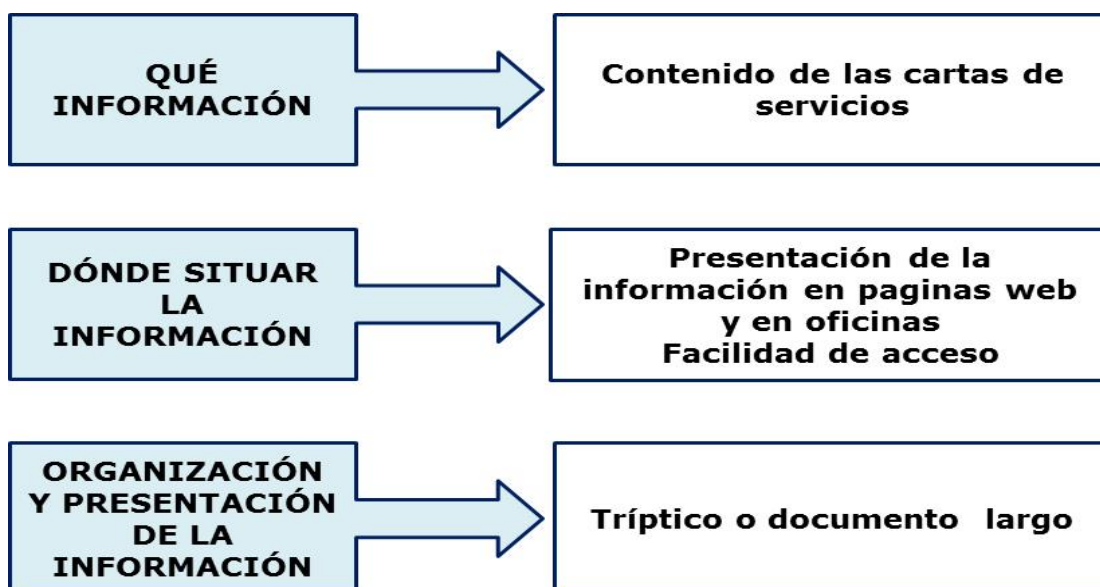 QUÉ
INFORMACIÓN
Contenido de las cartas de
servicios
DÓNDE SITUAR
LA
INFORMACIÓN
Presentación de la
información en paginas web
y en oficinas
Facilidad de acceso
ORGANIZACIÓN
Y PRESENTACIÓN
DE LA
INFORMACIÓN
Tríptico o documento largo